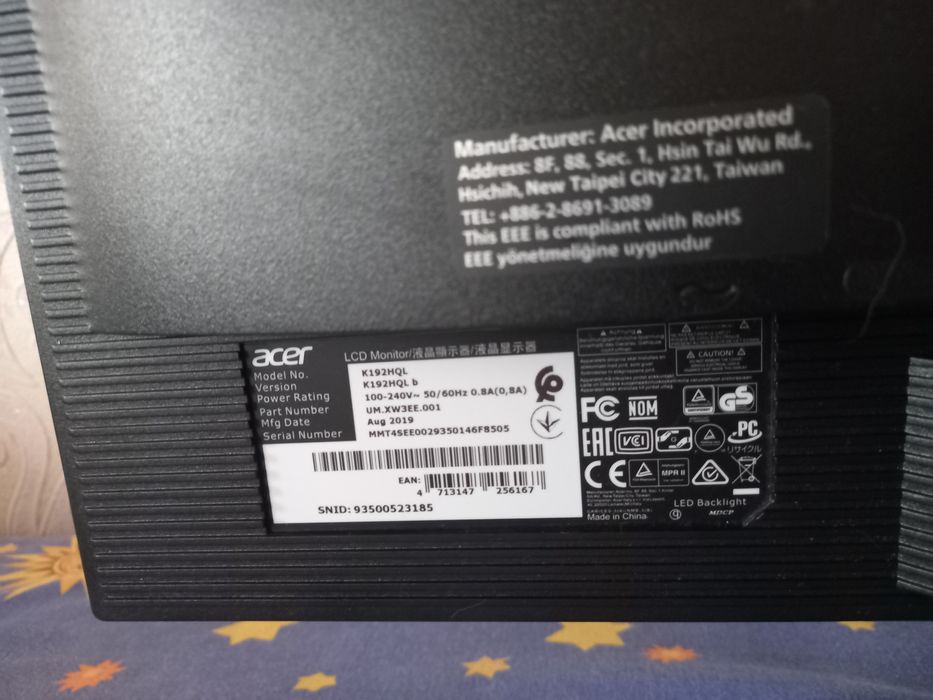 Manufacturer: Acer Incorporated
Address: 8F, 88, Sec. 1, Hsin Tai Wu Rd.,
Hsichih, New Taipei City 221, Taiwan
TEL: +886-2-8691-3089
This EEE is compliant with RoHS
EEE yönetmeliğine uygundur
acer
LCD Monitor/液晶顯示器/液晶显示器
Model No. K192HQL
Version K192HQL b
Power Rating 100-240V~ 50/60Hz 0.8A(0,8A)
Part Number UM.XW3EE.001
Mfg Date Aug 2019
Serial Number MMT4SEE0029350146F8505
EAN:
4 713147 256167
SNID: 93500523185
Achtung
CAUTION!
FC NOM GS
EAC VCI PC
リサイクル
CE MPR II
LED Backlight
Made in China